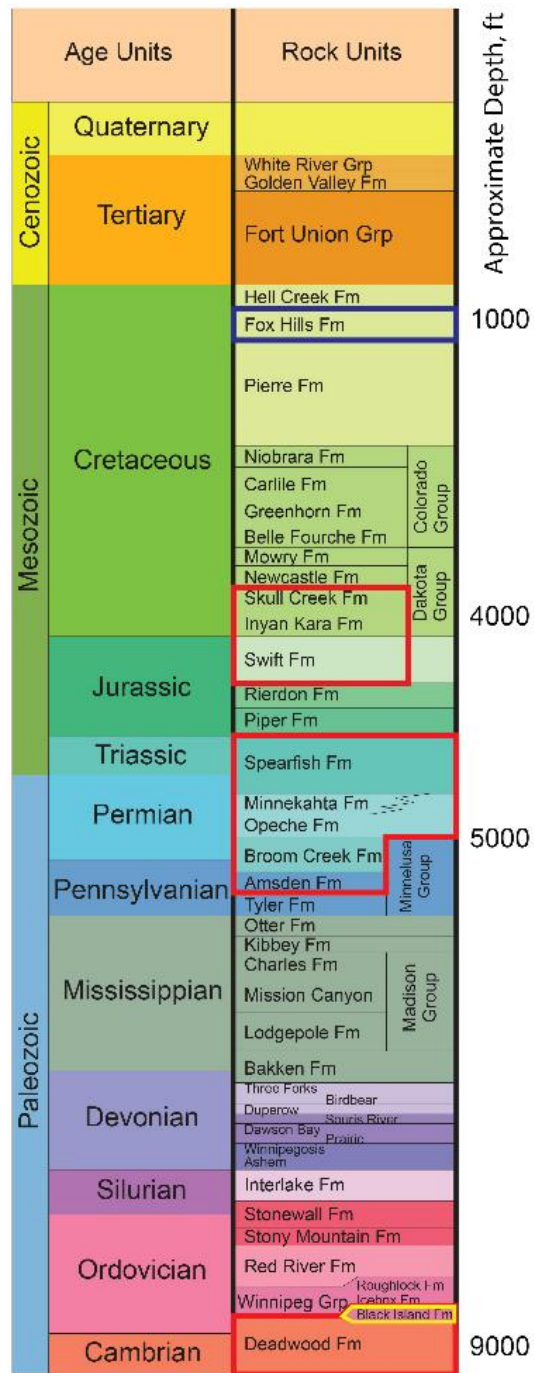 Age Units
Rock Units
Approximate Depth, ft
Cenozoic
Quaternary
Tertiary
White River Grp
Golden Valley Fm
Fort Union Grp
Mesozoic
Cretaceous
Hell Creek Fm
Fox Hills Fm
1000
Pierre Fm
Niobrara Fm
Carlile Fm
Greenhorn Fm
Belle Fourche Fm
Colorado
Group
Mowry Fm
Newcastle Fm
Skull Creek Fm
Inyan Kara Fm
Dakota
Group
4000
Jurassic
Swift Fm
Rierdon Fm
Piper Fm
Triassic
Spearfish Fm
Paleozoic
Permian
Minnekahta Fm
Opeche Fm
5000
Broom Creek Fm
Pennsylvanian
Amsden Fm
Tyler Fm
Minnelusa
Group
Mississippian
Otter Fm
Kibbey Fm
Charles Fm
Mission Canyon
Lodgepole Fm
Madison
Group
Bakken Fm
Devonian
Three Forks
Birdbear
Duperow
Souris River
Dawson Bay
Prairie
Winnipegosis
Ashern
Silurian
Interlake Fm
Stonewall Fm
Ordovician
Stony Mountain Fm
Red River Fm
Roughlock Fm
Winnipeg Grp
Icebox Fm
Black Island Fm
Cambrian
Deadwood Fm
9000